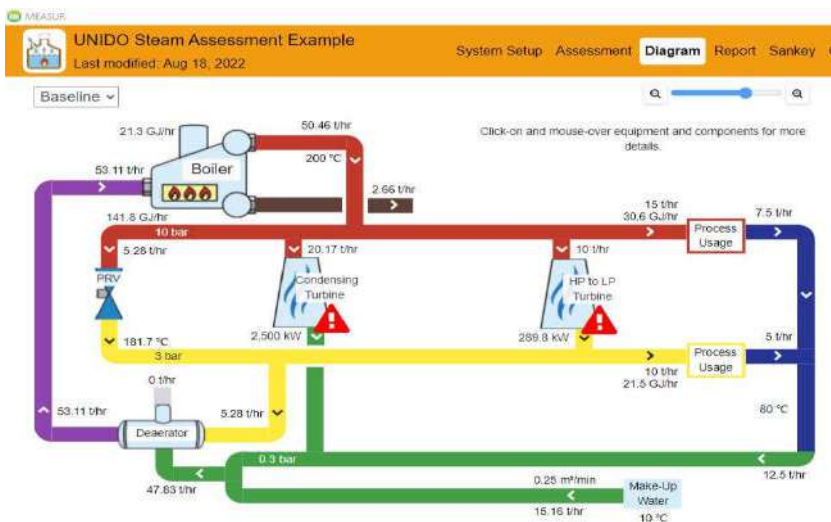 MEASUR
UNIDO Steam Assessment Example
Last modified: Aug 18, 2022
System Setup Assessment Diagram Report Sankey
Baseline
21.3 GJ/hr
50.46 t/hr
Click-on and mouse-over equipment and components for more
details.
53.11 t/hr
Boiler
200 °C
2.66 t/hr
141.8 GJ/hr
10 bar
15 t/hr
30.6 GJ/hr
7.5 t/hr
Process
Usage
5.28 t/hr
20.17 t/hr
10 t/hr
PRV
Condensing
Turbine
HP to LP
Turbine
181.7 °C
2,500 kW
289.8 kW
5 t/hr
3 bar
Process
Usage
10 t/hr
21.5 GJ/hr
0 t/hr
53.11 t/hr
5.28 t/hr
80 °C
Deaerator
0.3 bar
12.5 t/hr
47.83 t/hr
0.25 m³/min
Make-Up
Water
15.16 t/hr
10 °C